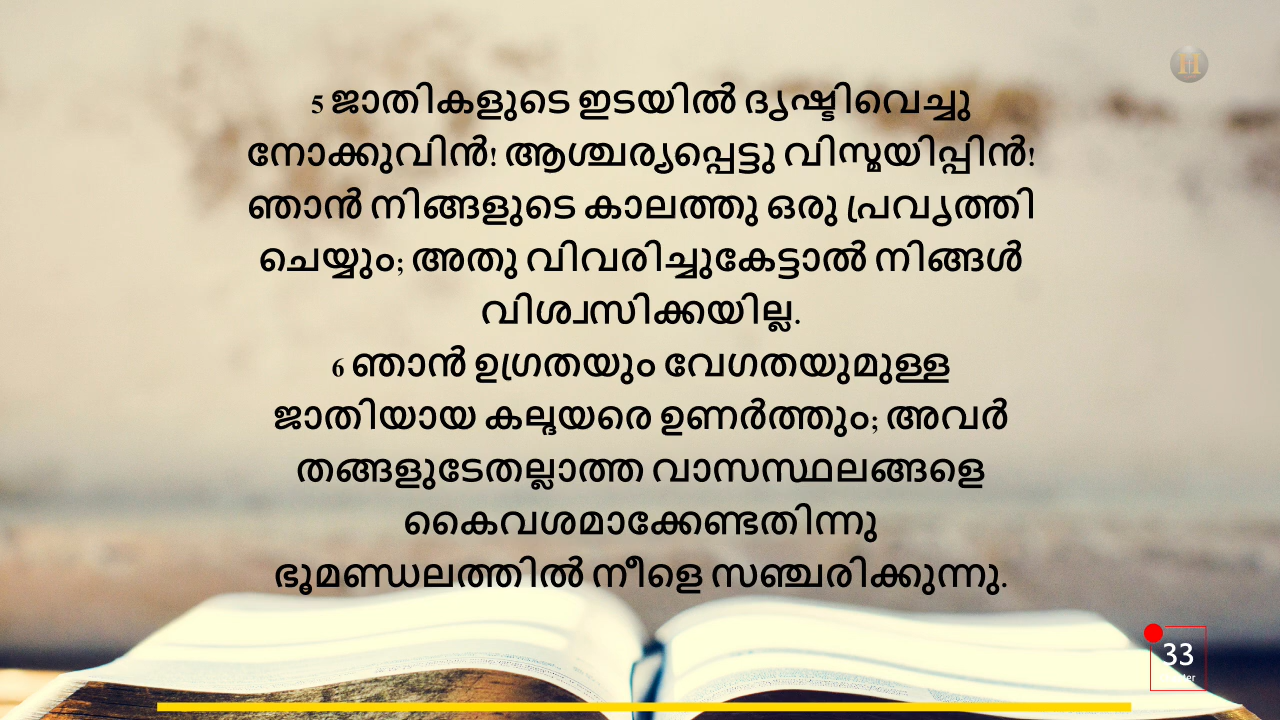 5 ജാതികളുടെ ഇടയിൽ ദൃഷ്ടിവെച്ചു
നോക്കുവിൻ! ആശ്ചര്യപ്പെട്ടു വിസ്മയിപ്പിൻ!
ഞാൻ നിങ്ങളുടെ കാലത്തു ഒരു പ്രവൃത്തി
ചെയ്യും; അതു വിവരിച്ചുകേട്ടാൽ നിങ്ങൾ
വിശ്വസിക്കയില്ല.
6 ഞാൻ ഉഗ്രതയും വേഗതയുമുള്ള
ജാതിയായ കല്ദയരെ ഉണർത്തും; അവർ
തങ്ങളുടേതല്ലാത്ത വാസസ്ഥലങ്ങളെ
കൈവശമാക്കേണ്ടതിന്നു
ഭൂമണ്ഡലത്തിൽ നീളെ സഞ്ചരിക്കുന്നു.
33